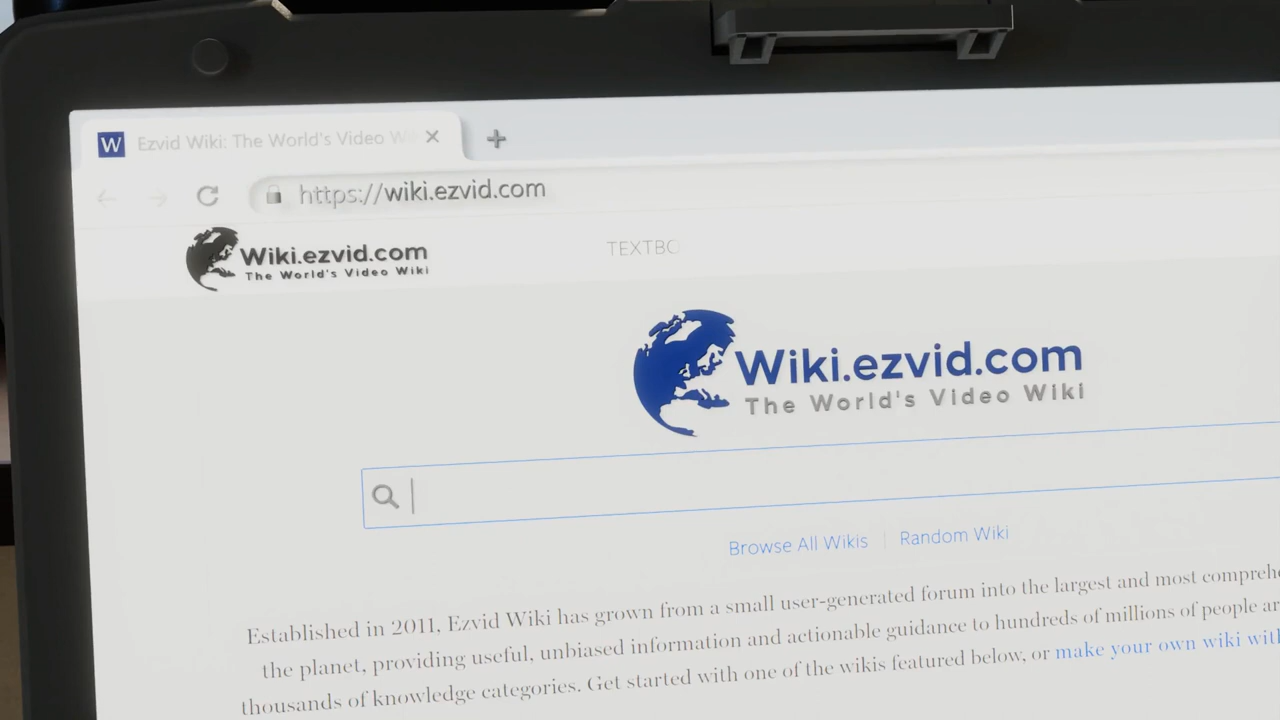 W Ezvid Wiki: The World's Video Wi
https://wiki.ezvid.com
Wiki.ezvid.com
The World's Video Wiki
TEXTBO
Wiki.ezvid.com
The World's Video Wiki
Browse All Wikis | Random Wiki
Established in 2011, Ezvid Wiki has grown from a small user-generated forum into the largest and most comprehe
the planet, providing useful, unbiased information and actionable guidance to hundreds of millions of people ar
thousands of knowledge categories. Get started with one of the wikis featured below, or make your own wiki with